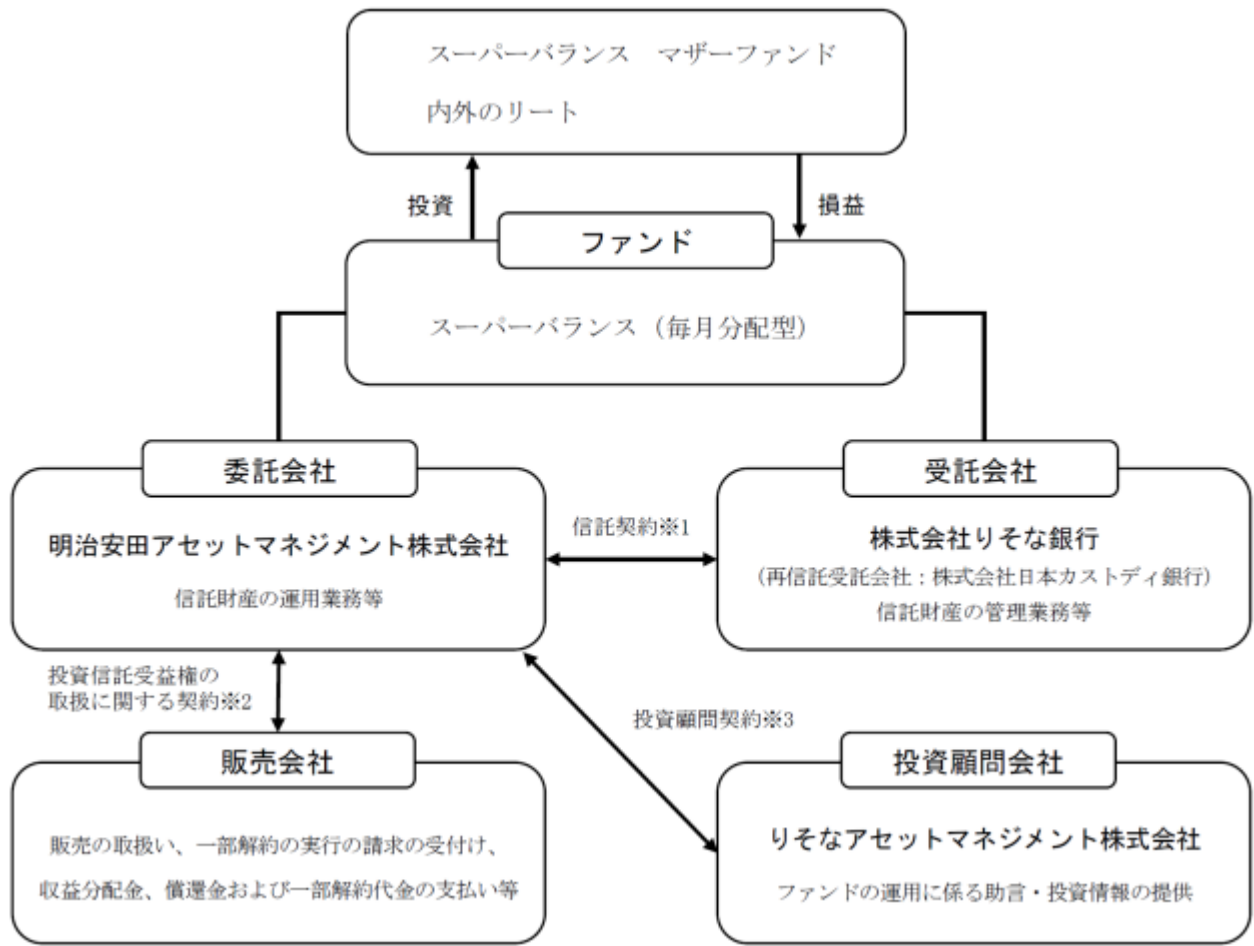 スーパーバランス　マザーファンド
内外のリート
投資
損益
ファンド
スーパーバランス（毎月分配型）
委託会社
明治安田アセットマネジメント株式会社
信託財産の運用業務等
信託契約※1
受託会社
株式会社りそな銀行
（再信託受託会社：株式会社日本カストディ銀行）
信託財産の管理業務等
投資信託受益権の
取扱に関する契約※2
投資顧問契約※3
販売会社
販売の取扱い、一部解約の実行の請求の受付け、
収益分配金、償還金および一部解約代金の支払い等
投資顧問会社
りそなアセットマネジメント株式会社
ファンドの運用に係る助言・投資情報の提供